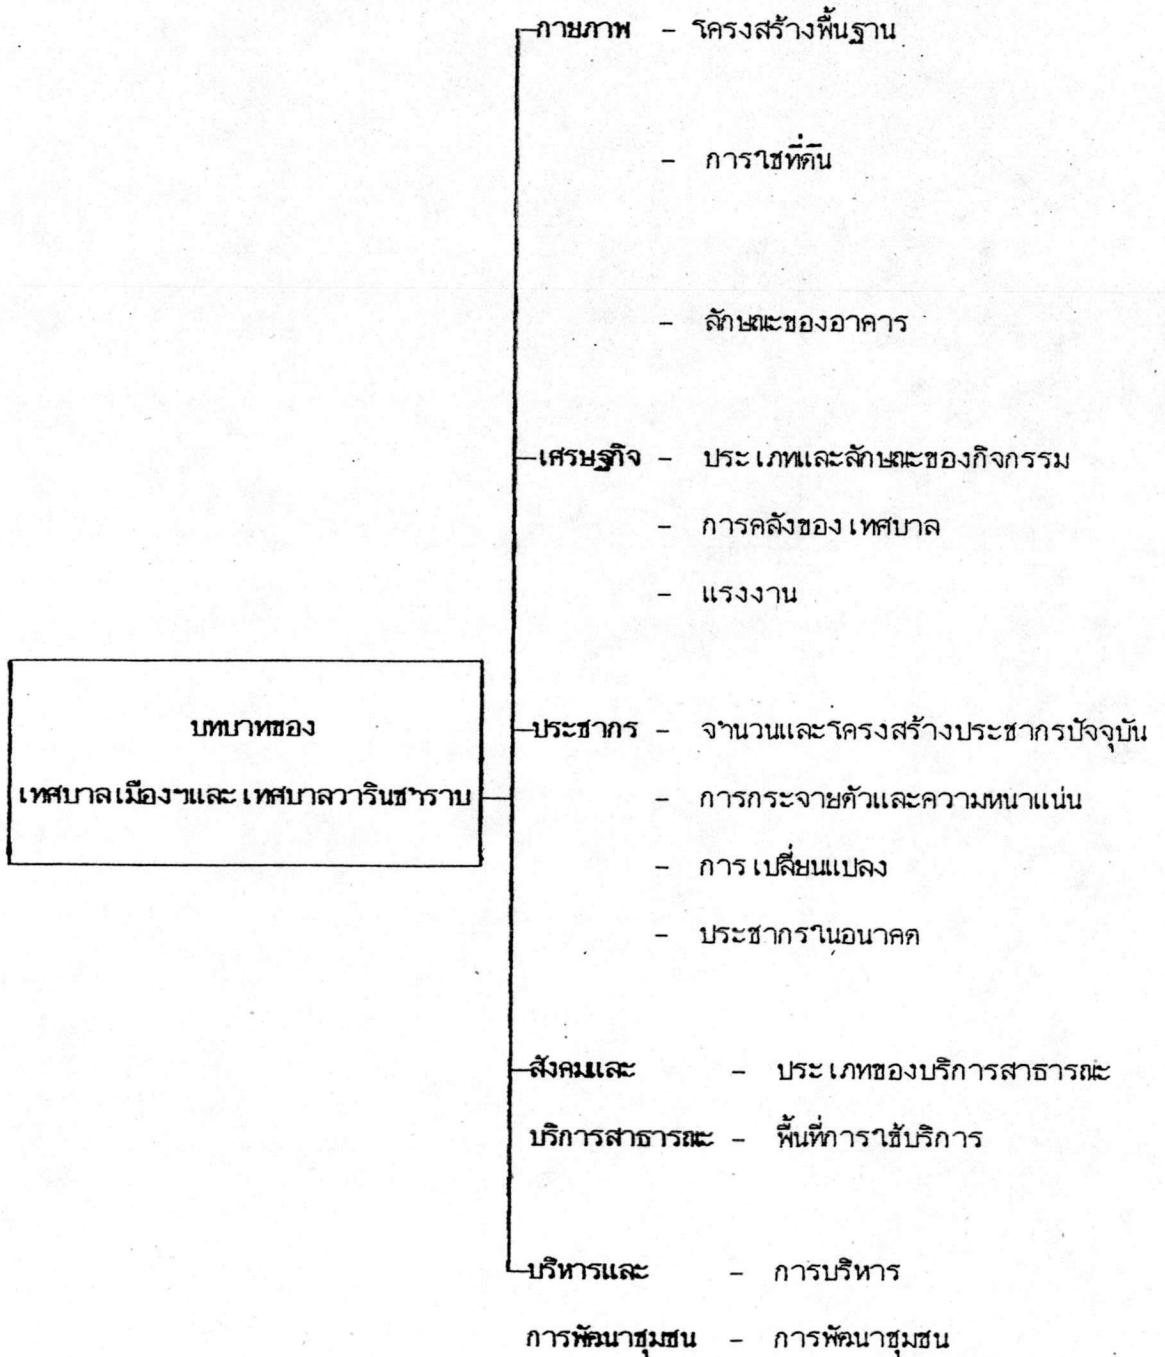 กายภาพ - โครงสร้างพื้นฐาน
- การใช้ที่ดิน
- ลักษณะของอาคาร
เศรษฐกิจ - ประเภทและลักษณะของกิจกรรม
- การคลังของเทศบาล
- แรงงาน
บทบาทของ
เทศบาลเมืองฯและเทศบาลวารินชำราบ
ประชากร - จำนวนและโครงสร้างประชากรปัจจุบัน
- การกระจายตัวและความหนาแน่น
- การเปลี่ยนแปลง
- ประชากรในอนาคต
สังคมและ - ประเภทของบริการสาธารณะ
บริการสาธารณะ - พื้นที่การใช้บริการ
บริหารและ - การบริหาร
การพัฒนาชุมชน - การพัฒนาชุมชน